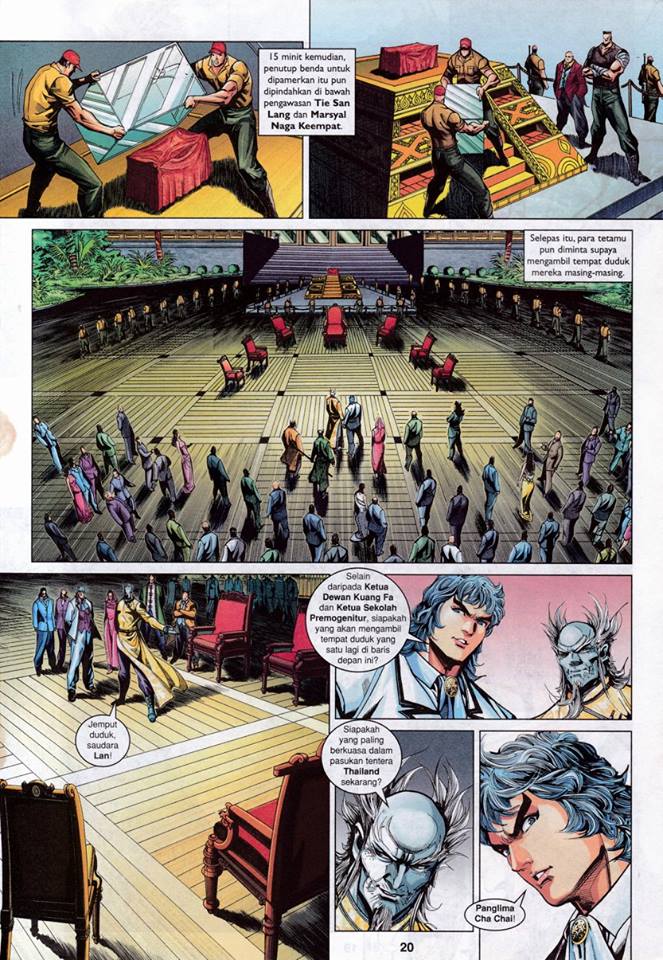 15 minit kemudian,
penutup benda untuk
dipamerkan itu pun
dipindahkan di bawah
pengawasan Tie San
Lang dan Marsyal
Naga Keempat.
Selepas itu, para tetamu
pun diminta supaya
mengambil tempat duduk
mereka masing-masing.
Jemput
duduk,
saudara
Lan!
Selain
daripada Ketua
Dewan Kuang Fa
dan Ketua Sekolah
Premogenitur, siapakah
yang akan mengambil
tempat duduk yang
satu lagi di baris
depan ini?
Siapakah
yang paling
berkuasa dalam
pasukan tentera
Thailand
sekarang?
Panglima
Cha Chai!
20